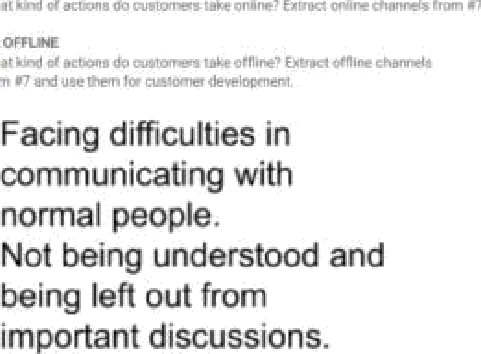 at kind of actions do customers take online? Extract online channels from #7
OFFLINE
at kind of actions do customers take offline? Extract offline channels
m #7 and use them for customer development.
Facing difficulties in
communicating with
normal people.
Not being understood and
being left out from
important discussions.